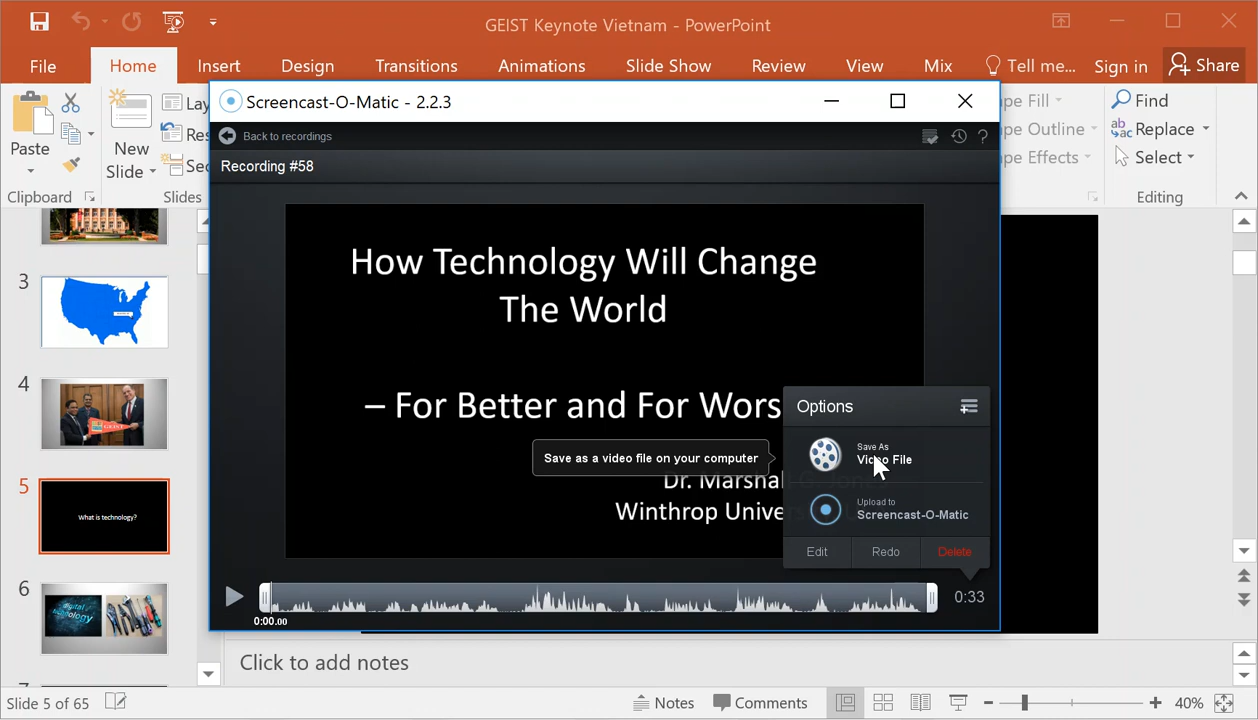 GEIST Keynote Vietnam - PowerPoint
File Home Insert Design Transitions Animations Slide Show Review View Mix Tell me... Sign in Share
Paste
Clipboard
New
Slide
Slides
Screencast-O-Matic - 2.2.3
Back to recordings
Recording #58
How Technology Will Change
The World
– For Better and For Wors
Dr. Marshall
Winthrop Unive
Options
Save As
Video File
Save as a video file on your computer
Upload to
Screencast-O-Matic
Edit Redo Delete
0:33
0:00.00
pe Fill
pe Outline
pe Effects
Find
Replace
Select
Editing
3
4
5
What is technology?
6
digital
technology
Click to add notes
Slide 5 of 65
Notes Comments
40%